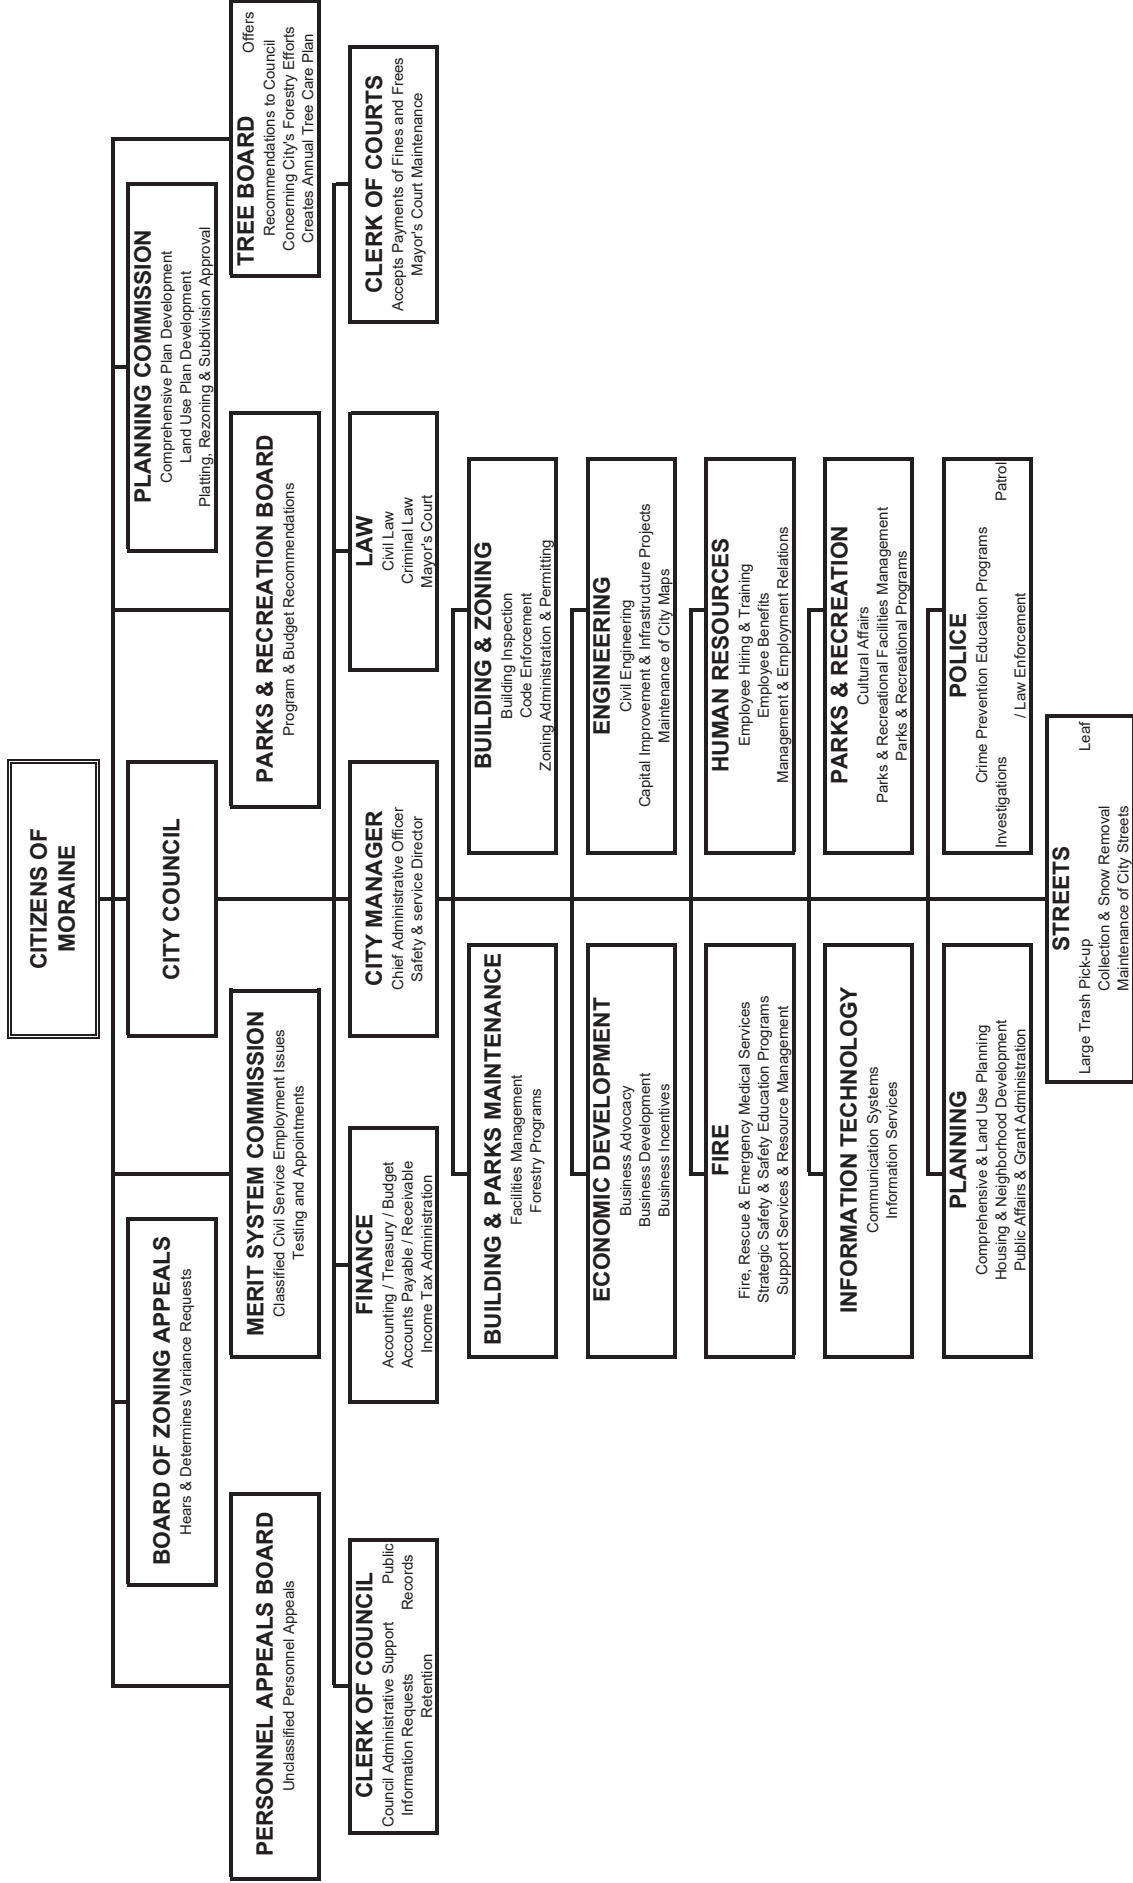 CITIZENS OF
MORAINE
BOARD OF ZONING APPEALS
Hears & Determines Variance Requests
CITY COUNCIL
PLANNING COMMISSION
Comprehensive Plan Development
Land Use Plan Development
Platting, Rezoning & Subdivision Approval
PERSONNEL APPEALS BOARD
Unclassified Personnel Appeals
MERIT SYSTEM COMMISSION
Classified Civil Service Employment Issues
Testing and Appointments
PARKS & RECREATION BOARD
Program & Budget Recommendations
TREE BOARD
Offers
Recommendations to Council
Concerning City's Forestry Efforts
Creates Annual Tree Care Plan
CLERK OF COUNCIL
Council Administrative Support Public
Information Requests Records
Retention
FINANCE
Accounting / Treasury / Budget
Accounts Payable / Receivable
Income Tax Administration
CITY MANAGER
Chief Administrative Officer
Safety & service Director
LAW
Civil Law
Criminal Law
Mayor's Court
CLERK OF COURTS
Accepts Payments of Fines and Frees
Mayor's Court Maintenance
BUILDING & PARKS MAINTENANCE
Facilities Management
Forestry Programs
BUILDING & ZONING
Building Inspection
Code Enforcement
Zoning Administration & Permitting
ECONOMIC DEVELOPMENT
Business Advocacy
Business Development
Business Incentives
ENGINEERING
Civil Engineering
Capital Improvement & Infrastructure Projects
Maintenance of City Maps
FIRE
Fire, Rescue & Emergency Medical Services
Strategic Safety & Safety Education Programs
Support Services & Resource Management
HUMAN RESOURCES
Employee Hiring & Training
Employee Benefits
Management & Employment Relations
INFORMATION TECHNOLOGY
Communication Systems
Information Services
PARKS & RECREATION
Cultural Affairs
Parks & Recreational Facilities Management
Parks & Recreational Programs
PLANNING
Comprehensive & Land Use Planning
Housing & Neighborhood Development
Public Affairs & Grant Administration
POLICE
Crime Prevention Education Programs
Investigations Patrol
/ Law Enforcement
STREETS
Large Trash Pick-up Leaf
Collection & Snow Removal
Maintenance of City Streets